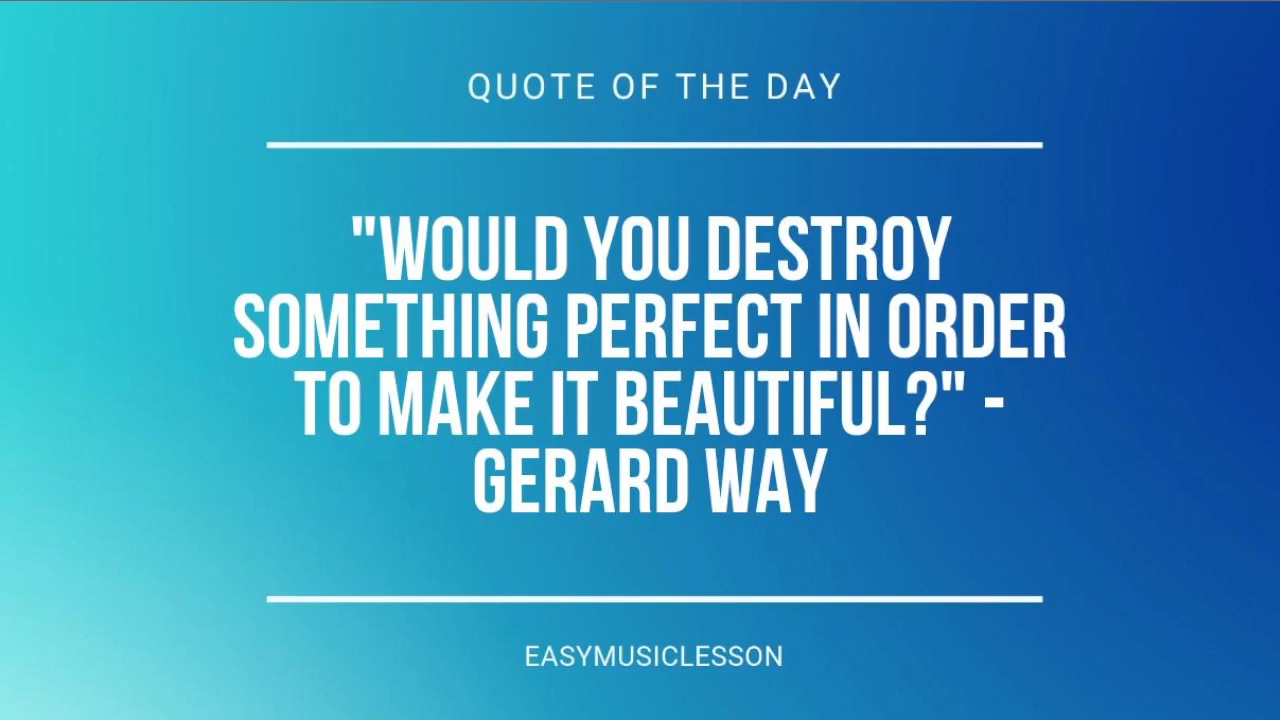 QUOTE OF THE DAY
"WOULD YOU DESTROY
SOMETHING PERFECT IN ORDER
TO MAKE IT BEAUTIFUL?" -
GERARD WAY
EASYMUSICLESSON